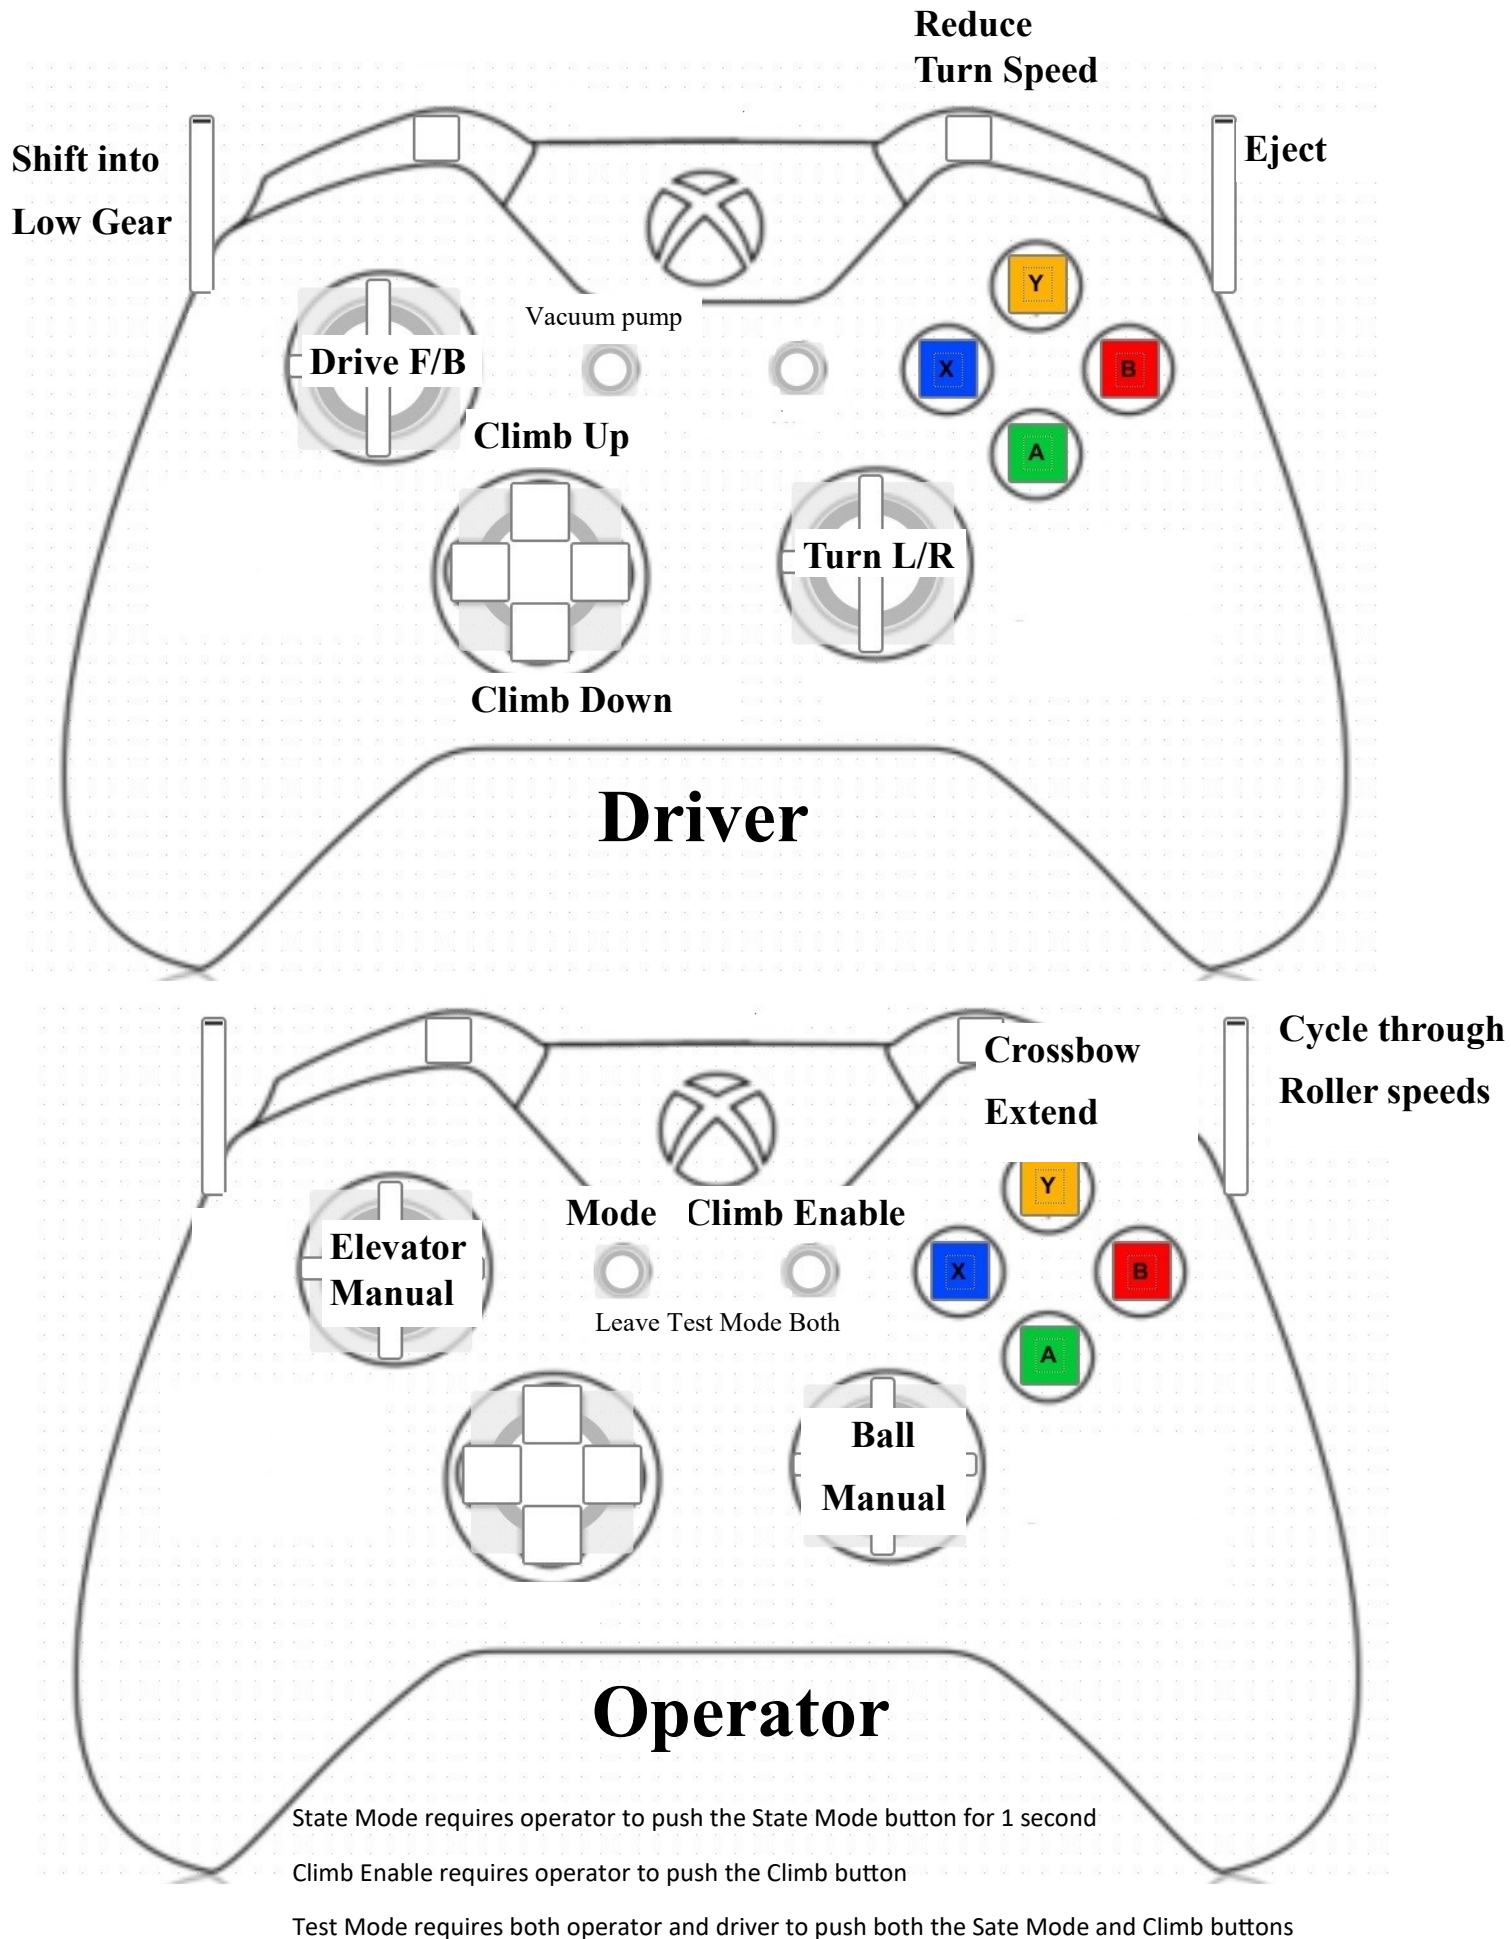 Reduce
Turn Speed
Shift into
Low Gear
Eject
Vacuum pump
Drive F/B
Y
X
B
A
Climb Up
Turn L/R
Climb Down
Driver
Crossbow
Extend
Cycle through
Roller speeds
Elevator
Manual
Mode
Climb Enable
Leave Test Mode Both
Y
X
B
A
Ball
Manual
Operator
State Mode requires operator to push the State Mode button for 1 second
Climb Enable requires operator to push the Climb button
Test Mode requires both operator and driver to push both the Sate Mode and Climb buttons